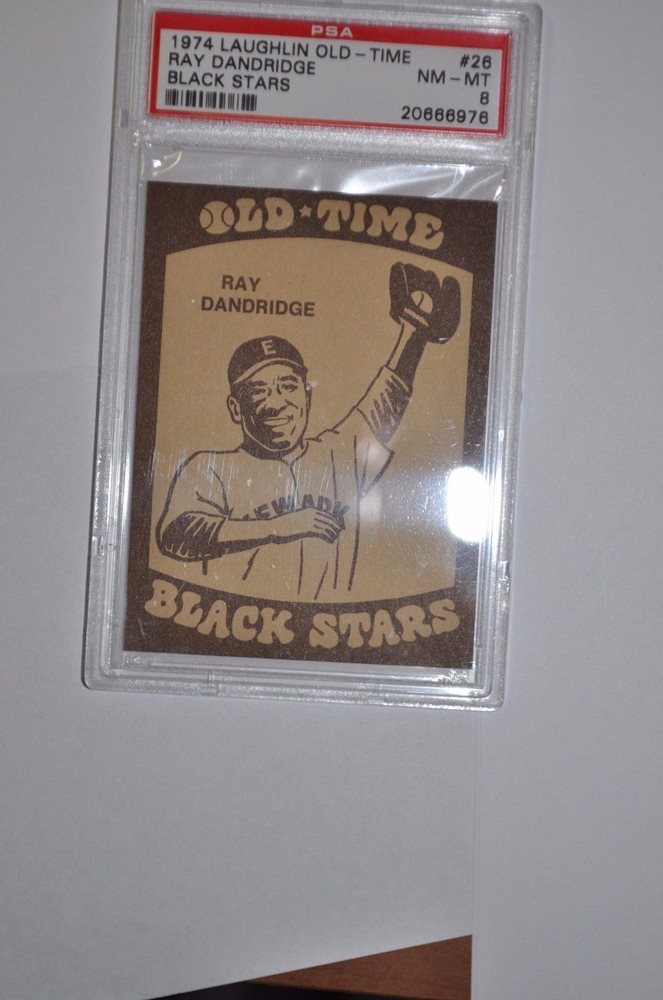 PSA
1974 LAUGHLIN OLD-TIME #26
RAY DANDRIDGE NM-MT
BLACK STARS 8
20666976
OLD★TIME
RAY
DANDRIDGE
E
NEWARK
BLACK STARS